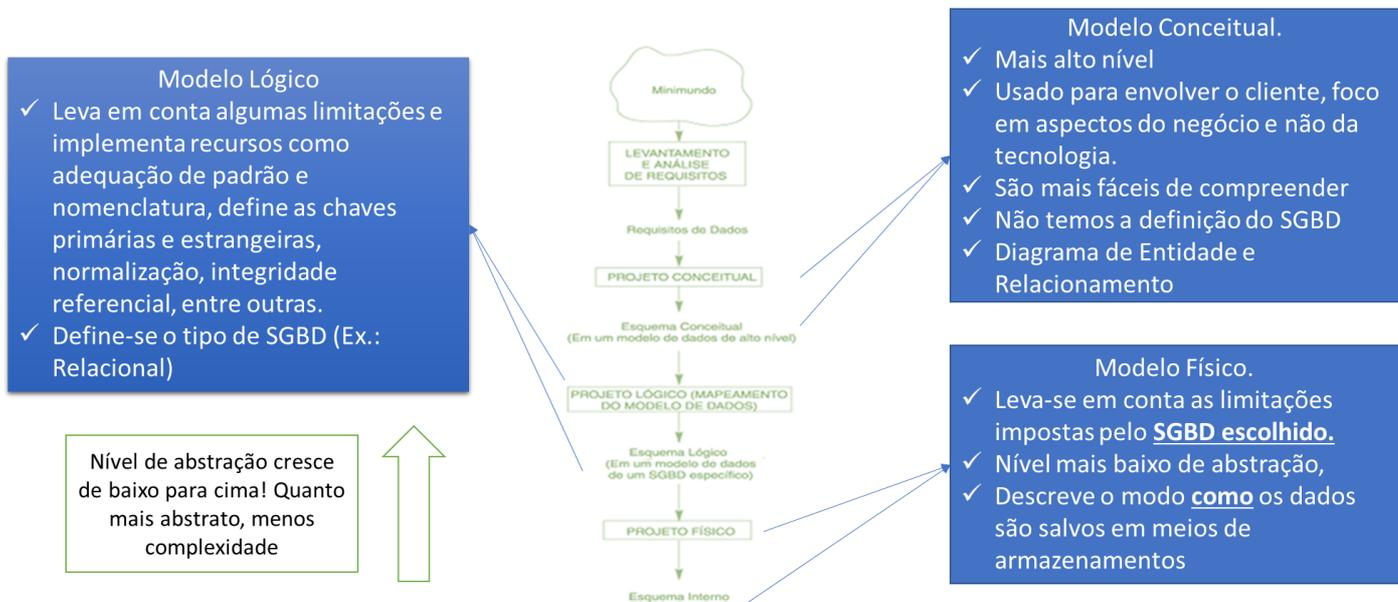 Modelo Lógico
✓ Leva em conta algumas limitações e
implementa recursos como
adequação de padrão e
nomenclatura, define as chaves
primárias e estrangeiras,
normalização, integridade
referencial, entre outras.
✓ Define-se o tipo de SGBD (Ex.:
Relacional)
Nível de abstração cresce
de baixo para cima! Quanto
mais abstrato, menos
complexidade
Minimundo
LEVANTAMENTO
E ANÁLISE
DE REQUISITOS
Requisitos de Dados
PROJETO CONCEITUAL
Esquema Conceitual
(Em um modelo de dados de alto nível)
PROJETO LÓGICO (MAPEAMENTO
DO MODELO DE DADOS)
Esquema Lógico
(Em um modelo de dados
de um SGBD específico)
PROJETO FÍSICO
Esquema Interno
Modelo Conceitual.
✓ Mais alto nível
✓ Usado para envolver o cliente, foco
em aspectos do negócio e não da
tecnologia.
✓ São mais fáceis de compreender
✓ Não temos a definição do SGBD
✓ Diagrama de Entidade e
Relacionamento
Modelo Físico.
✓ Leva-se em conta as limitações
impostas pelo SGBD escolhido.
✓ Nível mais baixo de abstração,
✓ Descreve o modo como os dados
são salvos em meios de
armazenamentos